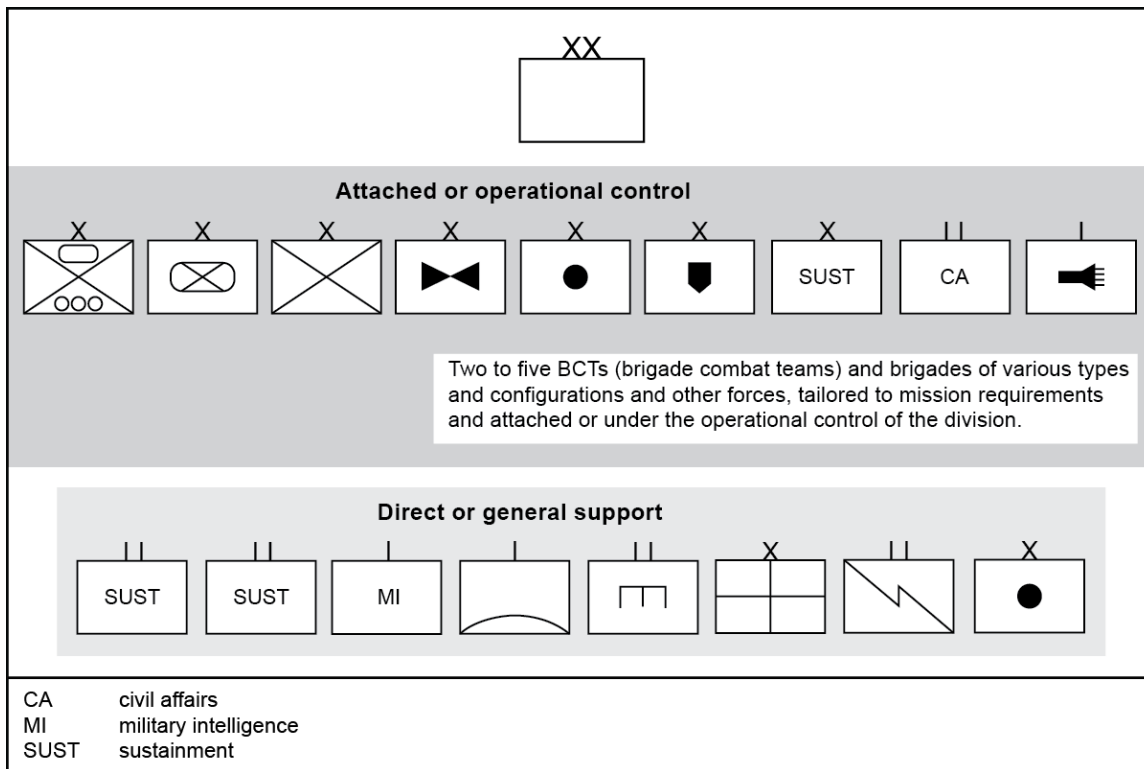 XX
Attached or operational control
X X X X X X X II I
SUST CA
Two to five BCTs (brigade combat teams) and brigades of various types
and configurations and other forces, tailored to mission requirements
and attached or under the operational control of the division.
Direct or general support
II II I I II X II X
SUST SUST MI
CA civil affairs
MI military intelligence
SUST sustainment